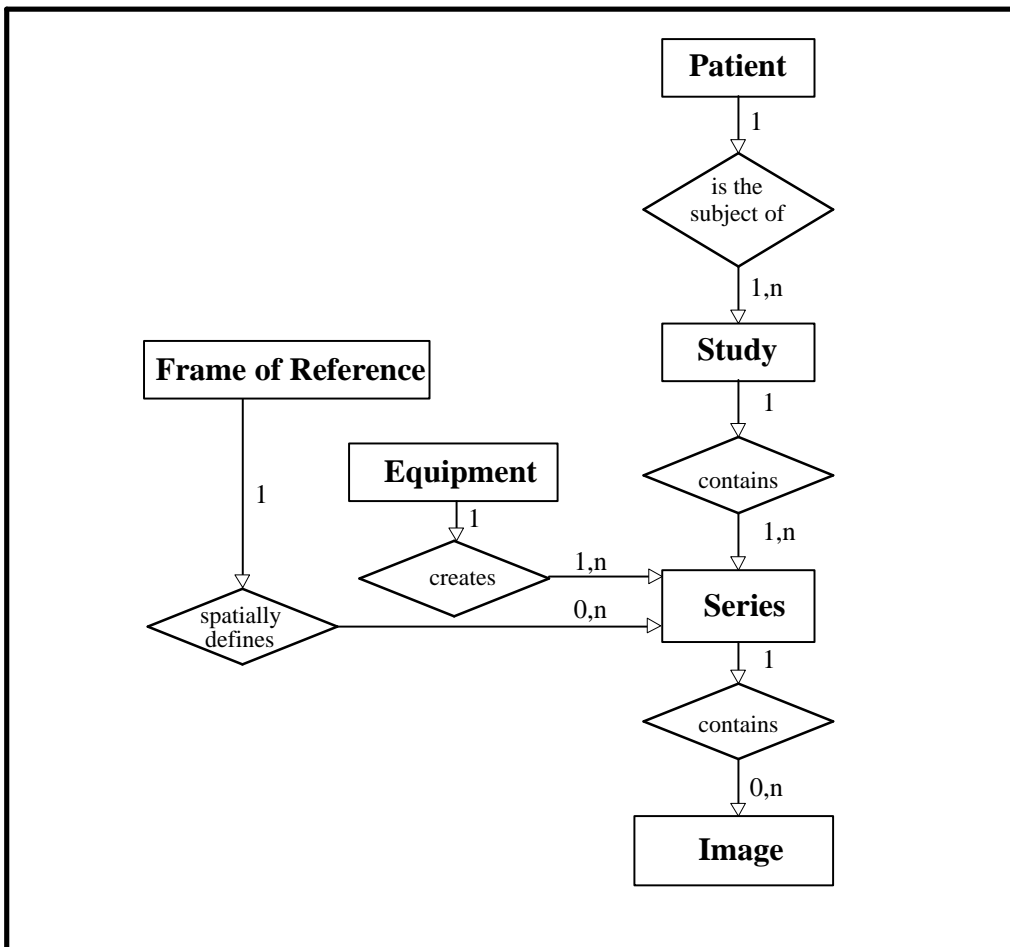 Patient
1
is the
subject of
1,n
Study
Frame of Reference
1
Equipment
contains
1
1
1,n
creates
1,n
Series
spatially
defines
0,n
1
contains
0,n
Image